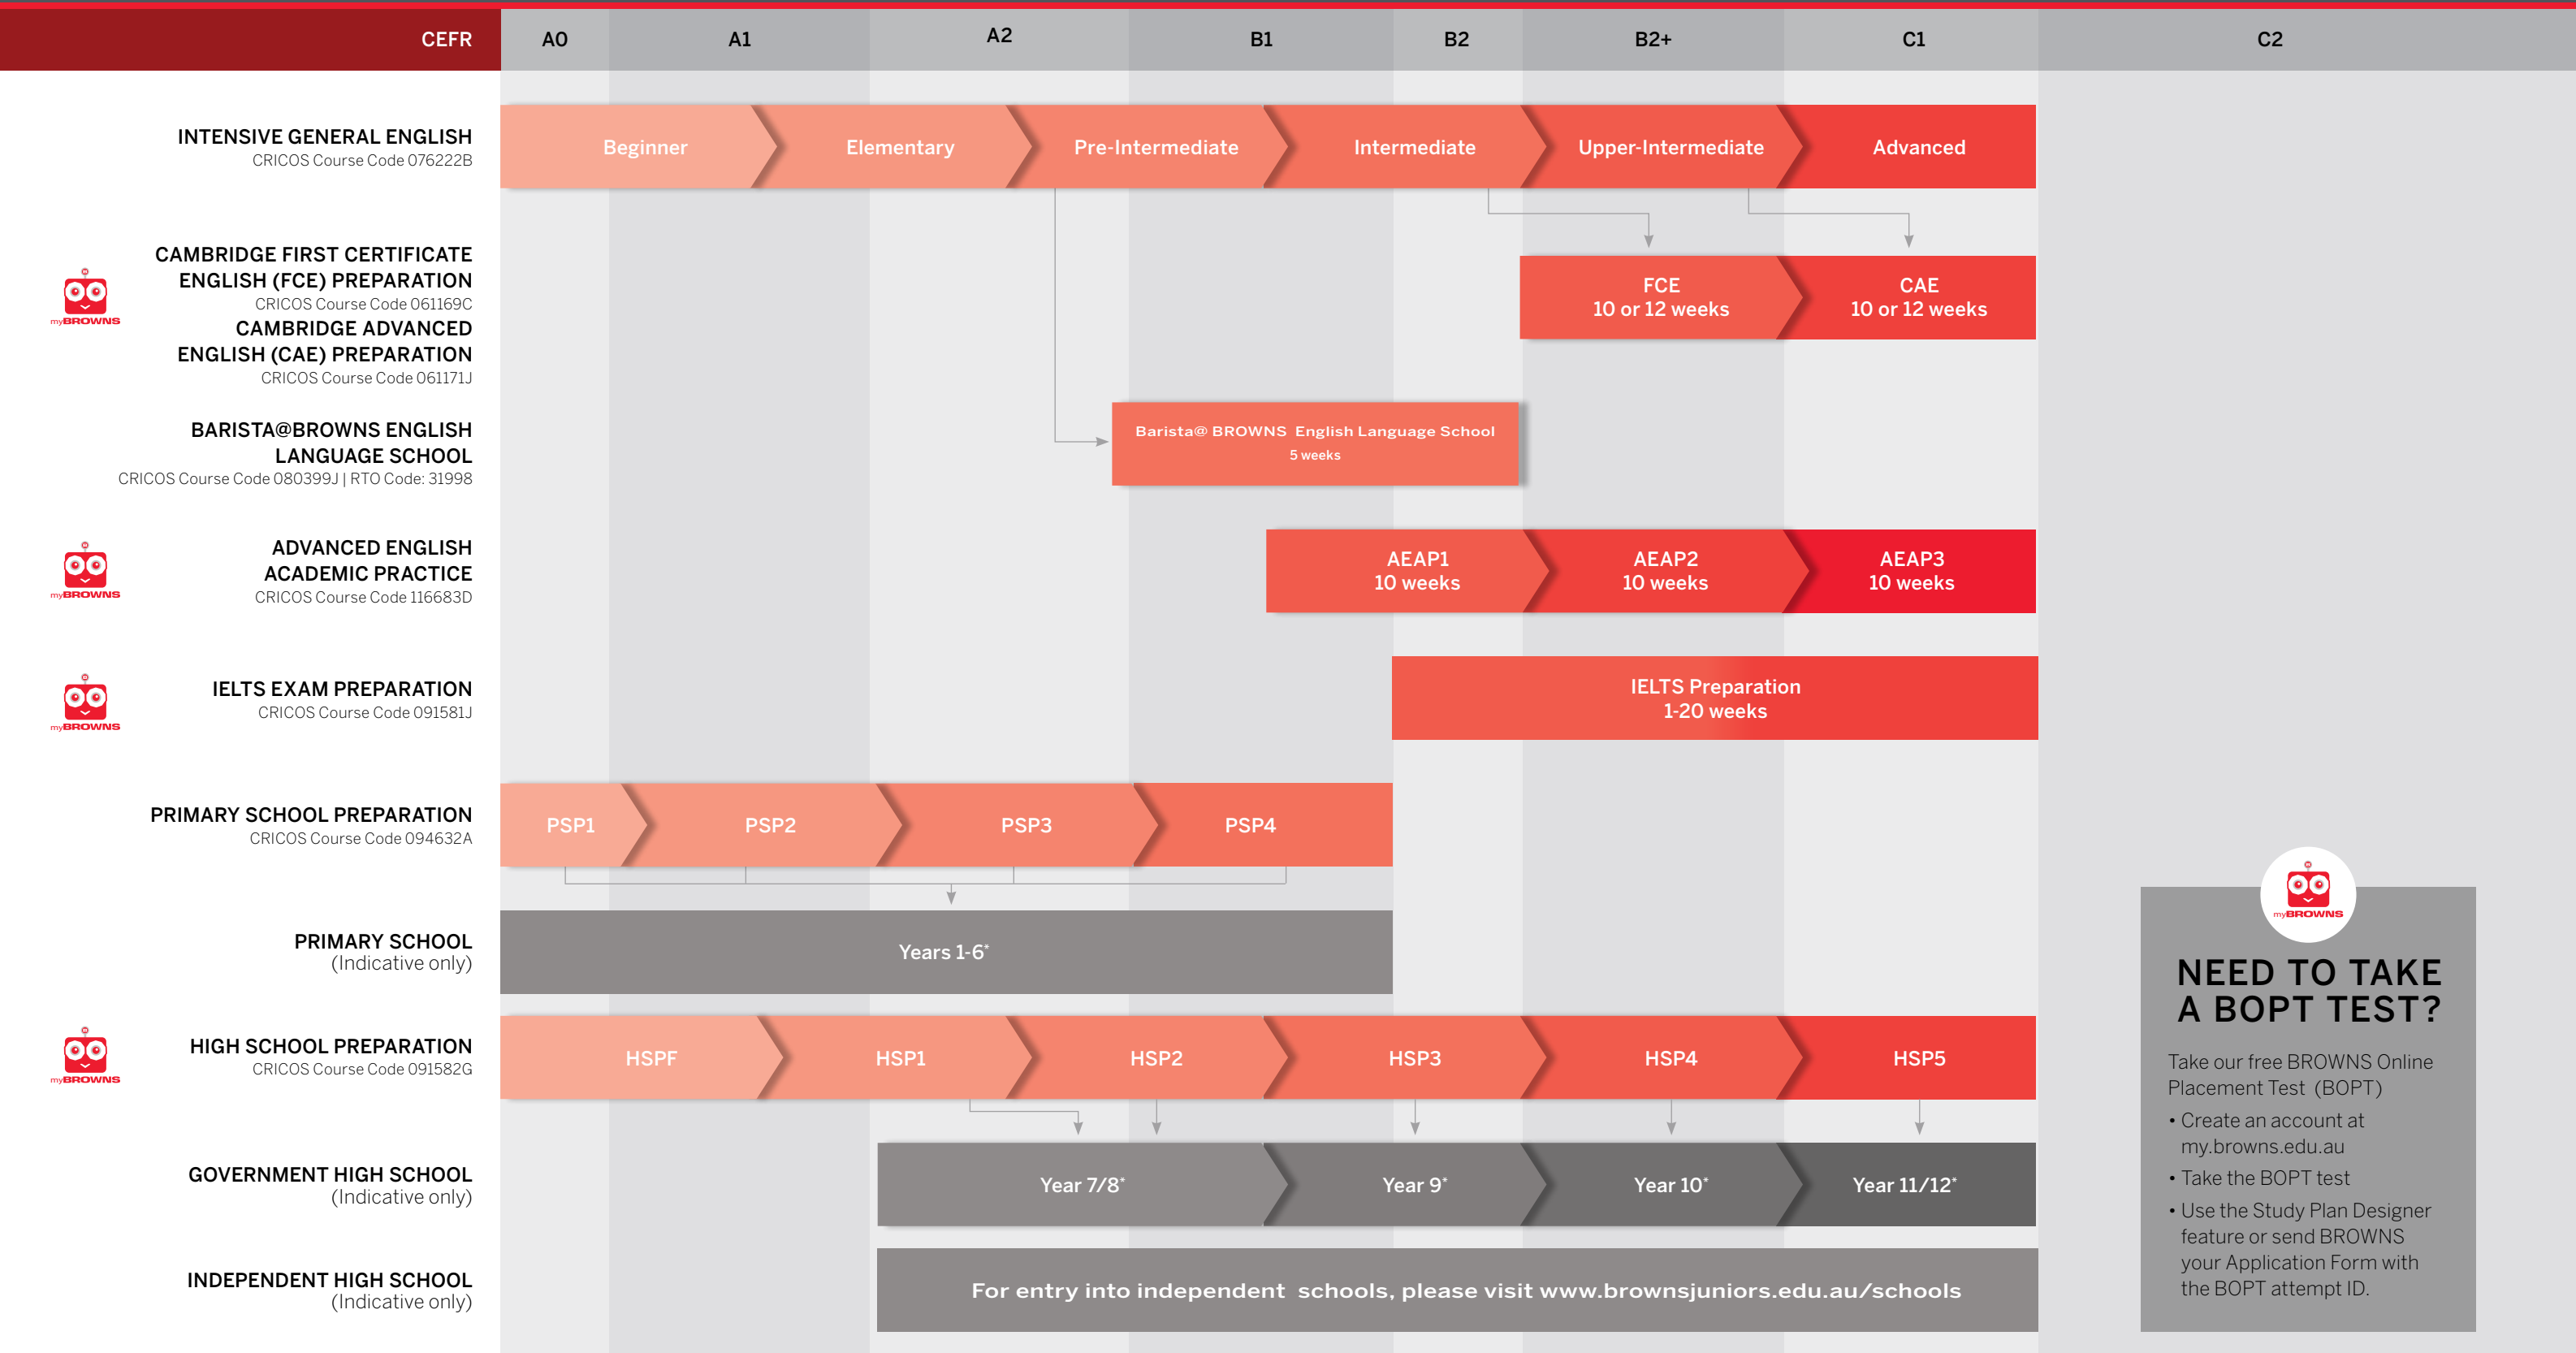 CEFR
A0
A1
A2
B1
B2
B2+
C1
C2
INTENSIVE GENERAL ENGLISH
CRICOS Course Code 076222B
Beginner
Elementary
Pre-Intermediate
Intermediate
Upper-Intermediate
Advanced
myBROWNS
CAMBRIDGE FIRST CERTIFICATE
ENGLISH (FCE) PREPARATION
CRICOS Course Code 061169C
CAMBRIDGE ADVANCED
ENGLISH (CAE) PREPARATION
CRICOS Course Code 061171J
FCE
10 or 12 weeks
CAE
10 or 12 weeks
BARISTA@BROWNS ENGLISH
LANGUAGE SCHOOL
CRICOS Course Code 080399J | RTO Code: 31998
Barista@ BROWNS English Language School
5 weeks
myBROWNS
ADVANCED ENGLISH
ACADEMIC PRACTICE
CRICOS Course Code 116683D
AEAP1
10 weeks
AEAP2
10 weeks
AEAP3
10 weeks
myBROWNS
IELTS EXAM PREPARATION
CRICOS Course Code 091581J
IELTS Preparation
1-20 weeks
PRIMARY SCHOOL PREPARATION
CRICOS Course Code 094632A
PSP1
PSP2
PSP3
PSP4
PRIMARY SCHOOL
(Indicative only)
Years 1-6*
myBROWNS
HIGH SCHOOL PREPARATION
CRICOS Course Code 091582G
HSPF
HSP1
HSP2
HSP3
HSP4
HSP5
GOVERNMENT HIGH SCHOOL
(Indicative only)
Year 7/8*
Year 9*
Year 10*
Year 11/12*
INDEPENDENT HIGH SCHOOL
(Indicative only)
For entry into independent schools, please visit www.brownsjuniors.edu.au/schools
myBROWNS
NEED TO TAKE
A BOPT TEST?
Take our free BROWNS Online
Placement Test (BOPT)
• Create an account at
my.browns.edu.au
• Take the BOPT test
• Use the Study Plan Designer
feature or send BROWNS
your Application Form with
the BOPT attempt ID.